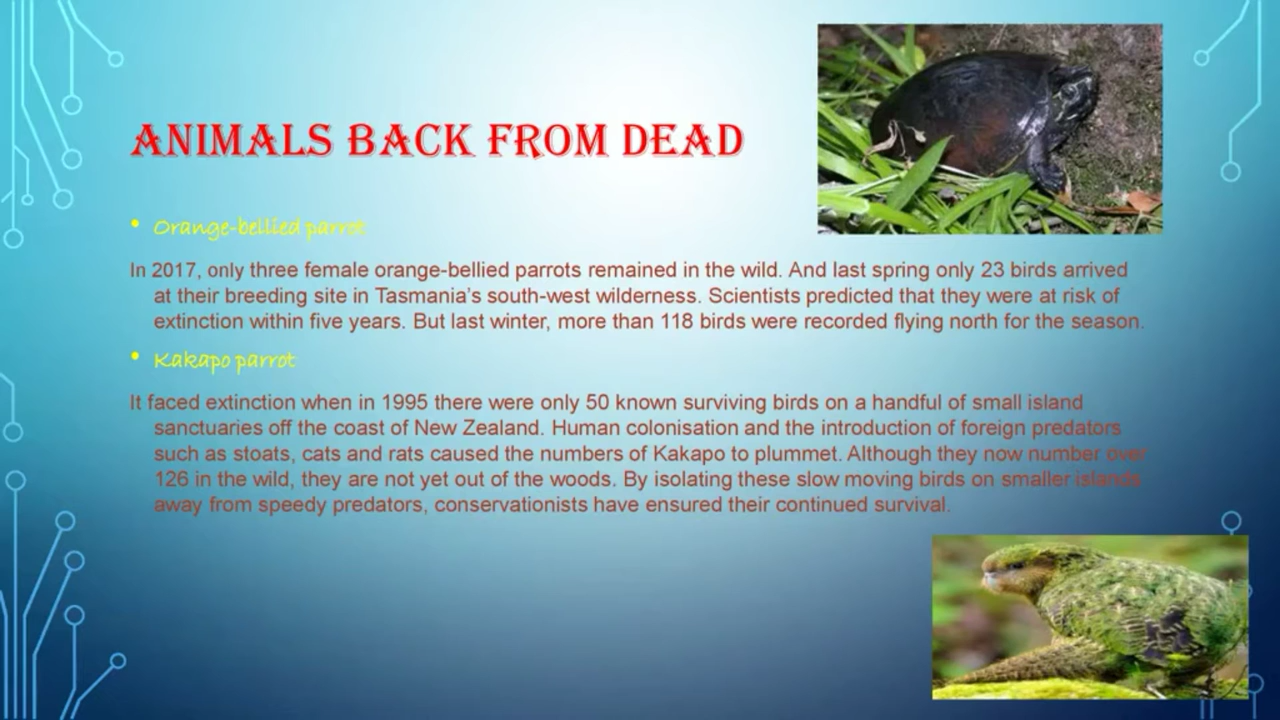 ANIMALS BACK FROM DEAD
• Orange-bellied parrot
In 2017, only three female orange-bellied parrots remained in the wild. And last spring only 23 birds arrived
at their breeding site in Tasmania's south-west wilderness. Scientists predicted that they were at risk of
extinction within five years. But last winter, more than 118 birds were recorded flying north for the season.
• Kakapo parrot
It faced extinction when in 1995 there were only 50 known surviving birds on a handful of small island
sanctuaries off the coast of New Zealand. Human colonisation and the introduction of foreign predators
such as stoats, cats and rats caused the numbers of Kakapo to plummet. Although they now number over
126 in the wild, they are not yet out of the woods. By isolating these slow moving birds on smaller islands
away from speedy predators, conservationists have ensured their continued survival.